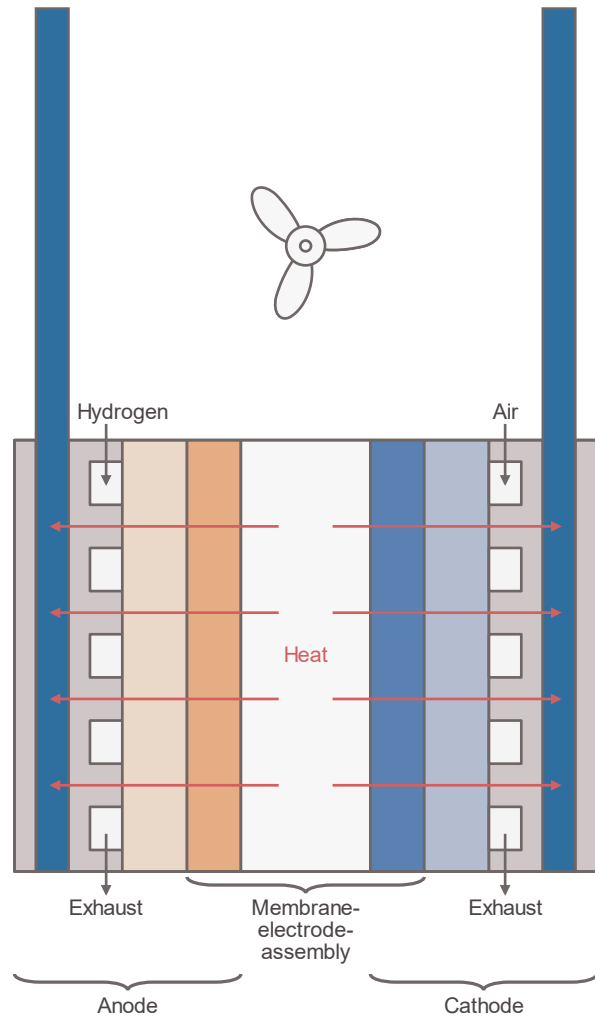 Hydrogen
Air
Heat
Exhaust
Membrane-
electrode-
assembly
Exhaust
Anode
Cathode